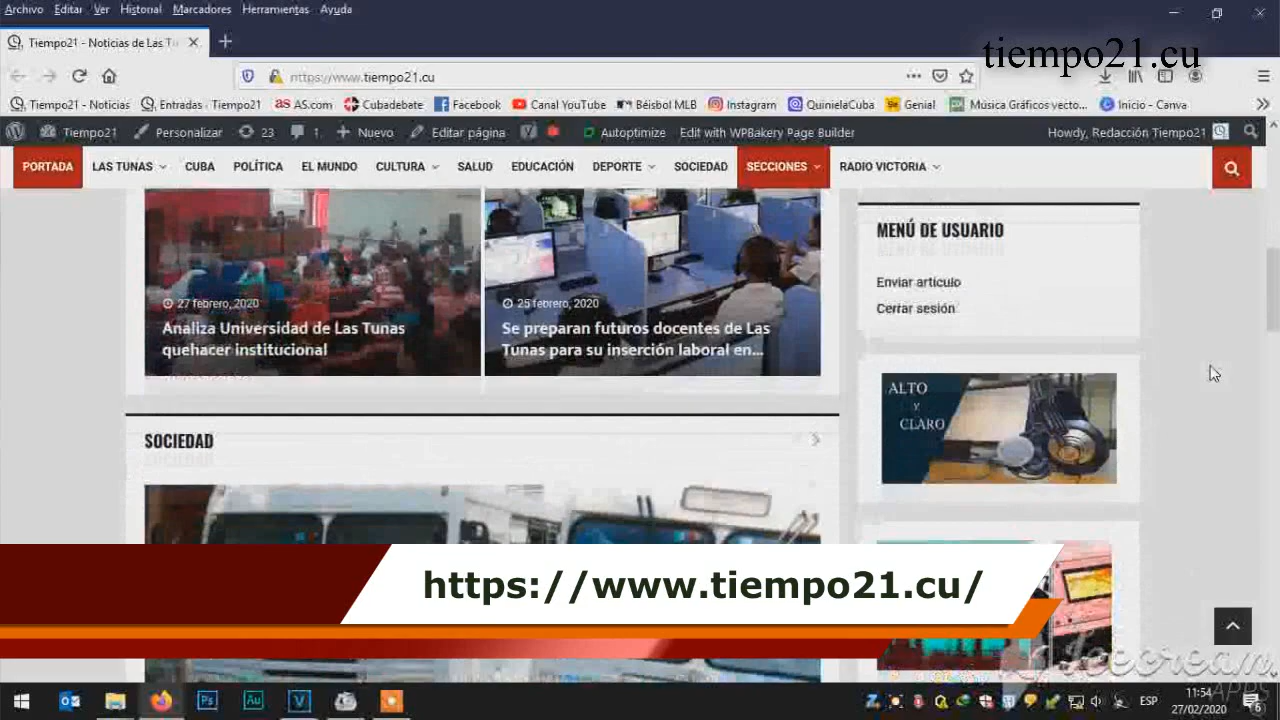 Archivo Editar Ver Historial Marcadores Herramientas Ayuda
Tiempo21 - Noticias de Las Tu
tiempo21.cu
https://www.tiempo21.cu
Tiempo21 - Noticias Entradas - Tiempo21 AS.com Cubadebate Facebook Canal YouTube Béisbol MLB Instagram QuinielaCuba Genial Música Gráficos vecto... Inicio - Canva
Tiempo21 Personalizar 23 1 Nuevo Editar página Autoptimize Edit with WPBakery Page Builder Howdy, Redacción Tiempo21
PORTADA LAS TUNAS CUBA POLÍTICA EL MUNDO CULTURA SALUD EDUCACIÓN DEPORTE SOCIEDAD SECCIONES RADIO VICTORIA
27 febrero, 2020
Analiza Universidad de Las Tunas
quehacer institucional
25 febrero, 2020
Se preparan futuros docentes de Las
Tunas para su inserción laboral en...
MENÚ DE USUARIO
Enviar artículo
Cerrar sesión
ALTO
Y
CLARO
SOCIEDAD
https://www.tiempo21.cu/
Icecream
APPS
ESP
11:54
27/02/2020
6